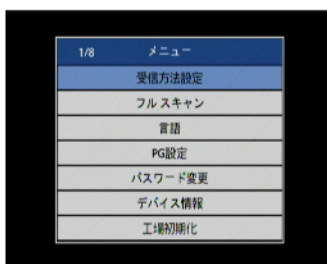 1/8 メニュー
受信方法設定
フル スキャン
言語
PG設定
パスワード変更
デバイス情報
工場初期化